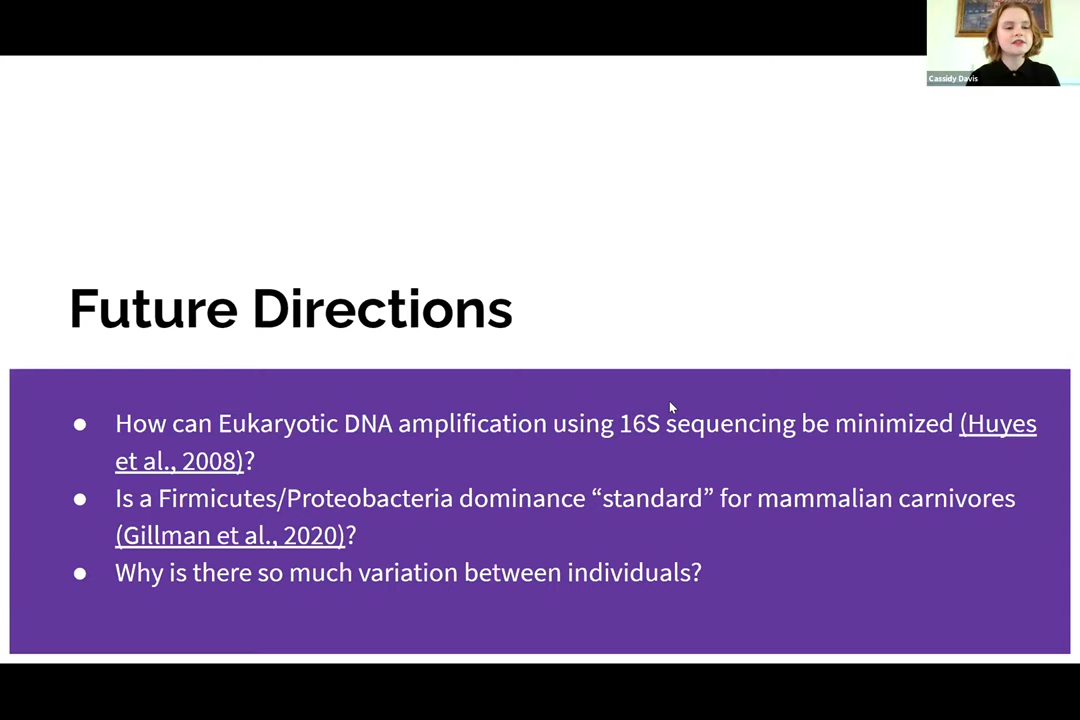 Cassidy Davis
Future Directions
● How can Eukaryotic DNA amplification using 16S sequencing be minimized (Huyes
et al., 2008)?
● Is a Firmicutes/Proteobacteria dominance “standard” for mammalian carnivores
(Gillman et al., 2020)?
● Why is there so much variation between individuals?